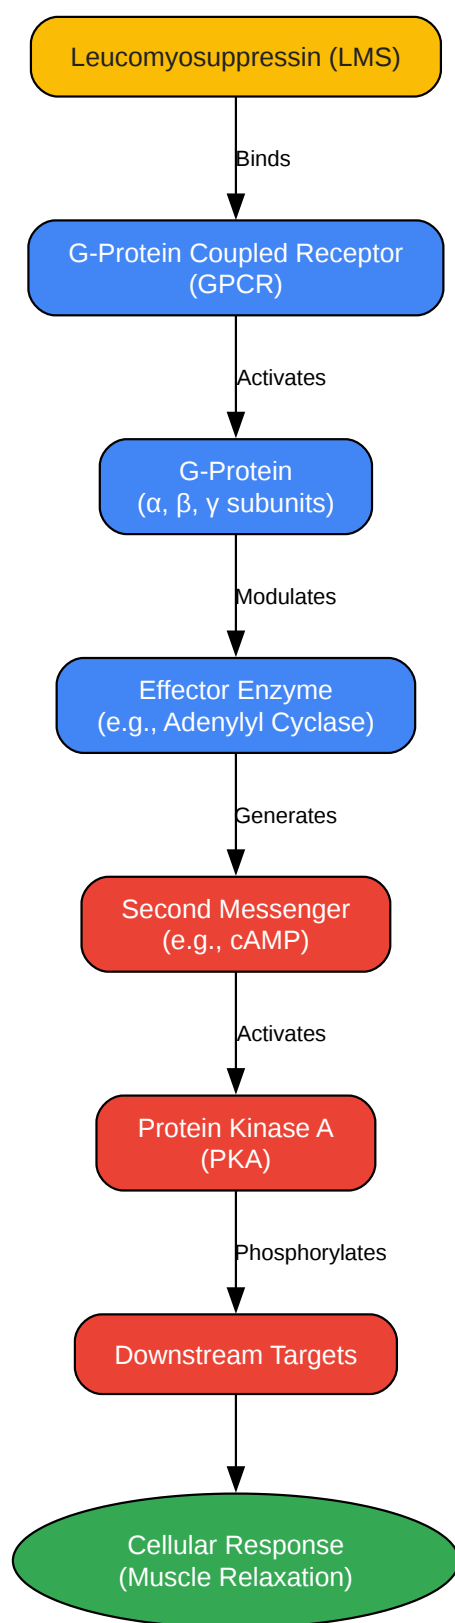 Leucomyosuppressin (LMS)
Binds
G-Protein Coupled Receptor
(GPCR)
Activates
G-Protein
(α, β, γ subunits)
Modulates
Effector Enzyme
(e.g., Adenylyl Cyclase)
Generates
Second Messenger
(e.g., cAMP)
Activates
Protein Kinase A
(PKA)
Phosphorylates
Downstream Targets
Cellular Response
(Muscle Relaxation)